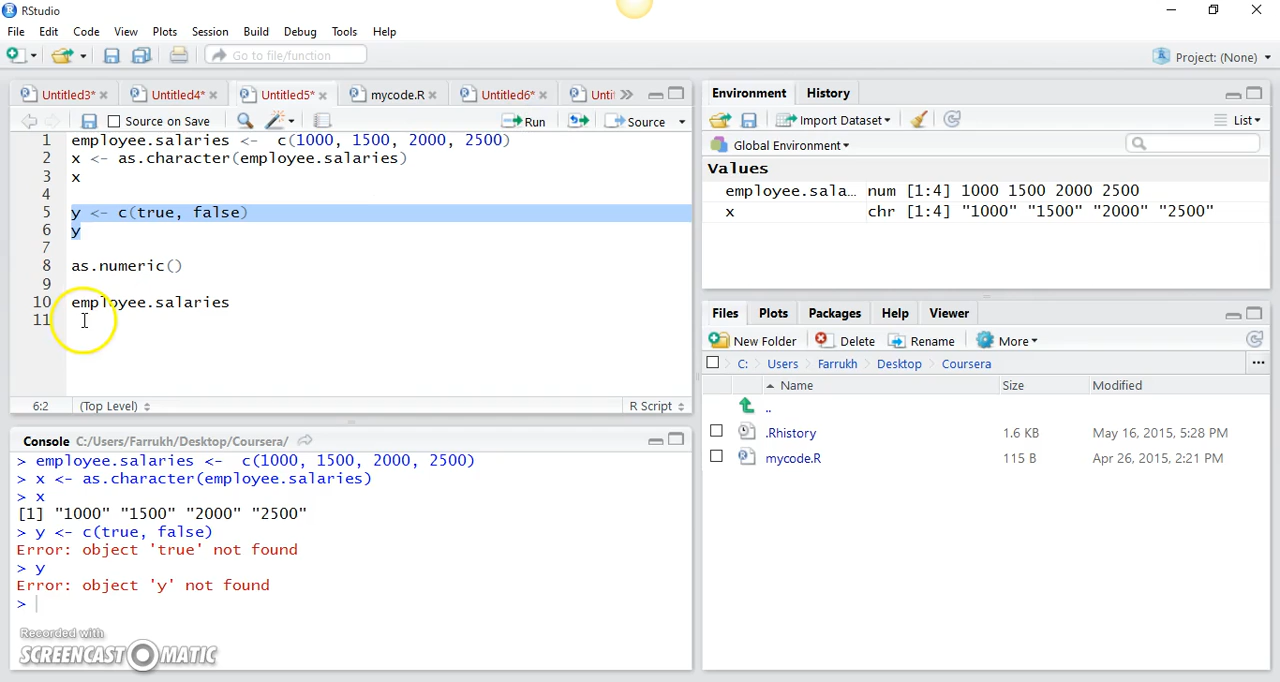 RStudio
File Edit Code View Plots Session Build Debug Tools Help
Go to file/function
Project: (None)
Untitled3* Untitled4* Untitled5* mycode.R Untitled6* Unti
Source on Save Run Source
1 employee.salaries <- c(1000, 1500, 2000, 2500)
2 x <- as.character(employee.salaries)
3 x
4
5 y <- c(true, false)
6 y
7
8 as.numeric()
9
10 employee.salaries
11
6:2 (Top Level) R Script
Console C:/Users/Farrukh/Desktop/Coursera/
> employee.salaries <- c(1000, 1500, 2000, 2500)
> x <- as.character(employee.salaries)
> x
[1] "1000" "1500" "2000" "2500"
> y <- c(true, false)
Error: object 'true' not found
> y
Error: object 'y' not found
>
Recorded with
SCREENCAST MATIC
Environment History
Import Dataset List
Global Environment
Values
employee.sala… num [1:4] 1000 1500 2000 2500
x chr [1:4] "1000" "1500" "2000" "2500"
Files Plots Packages Help Viewer
New Folder Delete Rename More
C: Users Farrukh Desktop Coursera ...
Name Size Modified
..
.Rhistory 1.6 KB May 16, 2015, 5:28 PM
mycode.R 115 B Apr 26, 2015, 2:21 PM